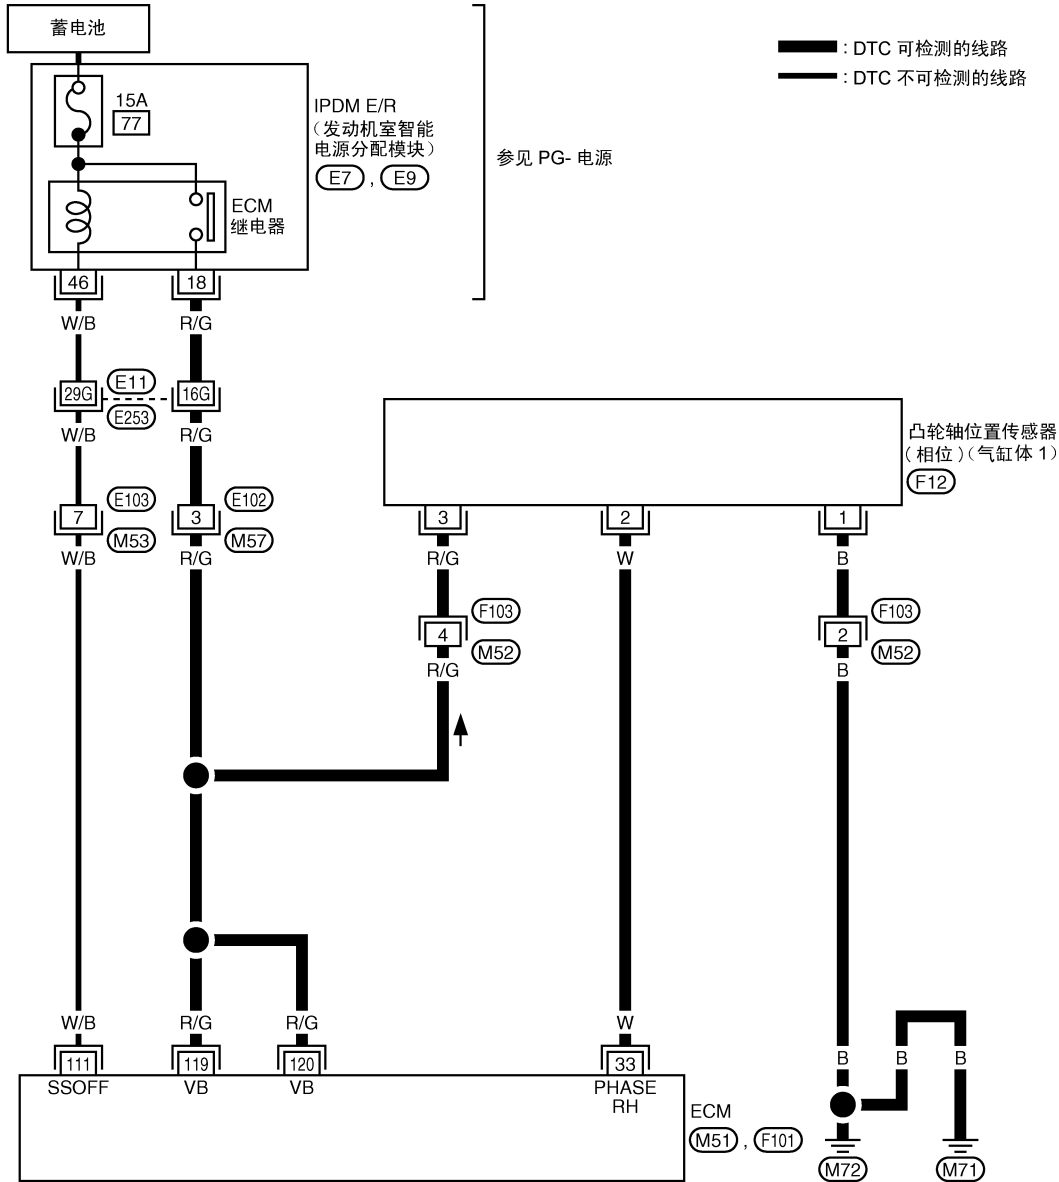 蓄电池
: DTC 可检测的线路
: DTC 不可检测的线路
15A
77
IPDM E/R
（发动机室智能
电源分配模块）
E7 , E9
参见 PG- 电源
ECM
继电器
46
18
W/B
R/G
29G
E11
16G
E253
W/B
R/G
凸轮轴位置传感器
（相位）（气缸体 1）
F12
7
E103
3
E102
M53
M57
W/B
R/G
3
2
1
R/G
W
B
F103
F103
4
2
M52
M52
R/G
B
W/B
R/G
R/G
W
B
B
B
111
119
120
33
SSOFF
VB
VB
PHASE
RH
ECM
M51 , F101
M72
M71